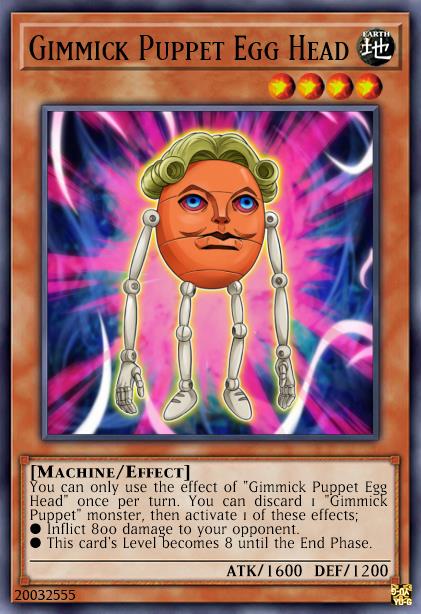 Gimmick Puppet Egg Head
EARTH
地
[Machine/Effect]
You can only use the effect of "Gimmick Puppet Egg
Head" once per turn. You can discard 1 "Gimmick
Puppet" monster, then activate 1 of these effects;
● Inflict 800 damage to your opponent.
● This card's Level becomes 8 until the End Phase.
ATK/1600 DEF/1200
20032555